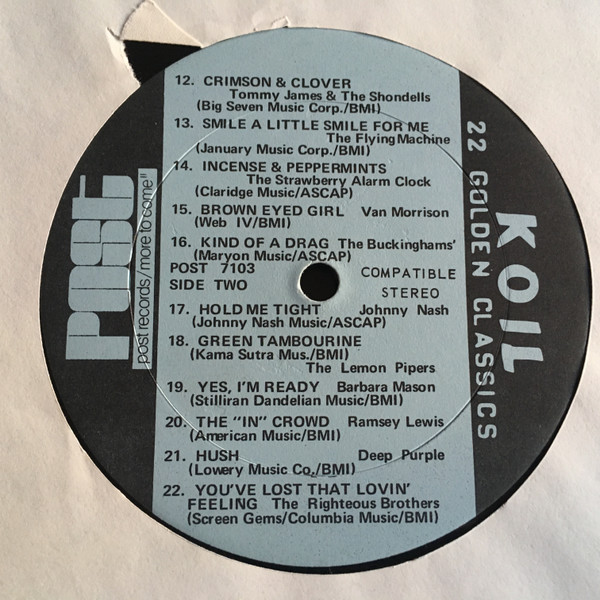 12. CRIMSON & CLOVER
Tommy James & The Shondells
(Big Seven Music Corp./BMI)
13. SMILE A LITTLE SMILE FOR ME
The Flying Machine
(January Music Corp./BMI)
14. INCENSE & PEPPERMINTS
The Strawberry Alarm Clock
(Claridge Music/ASCAP)
15. BROWN EYED GIRL Van Morrison
(Web IV/BMI)
16. KIND OF A DRAG The Buckinghams'
(Maryon Music/ASCAP)
POST 7103
SIDE TWO
COMPATIBLE
STEREO
17. HOLD ME TIGHT Johnny Nash
(Johnny Nash Music/ASCAP)
18. GREEN TAMBOURINE
(Kama Sutra Mus./BMI)
The Lemon Pipers
19. YES, I'M READY Barbara Mason
(Stilliran Dandelian Music/BMI)
20. THE "IN" CROWD Ramsey Lewis
(American Music/BMI)
21. HUSH Deep Purple
(Lowery Music Co./BMI)
22. YOU'VE LOST THAT LOVIN'
FEELING The Righteous Brothers
(Screen Gems/Columbia Music/BMI)
POST
post records/more to come"
KOIL
22 GOLDEN CLASSICS